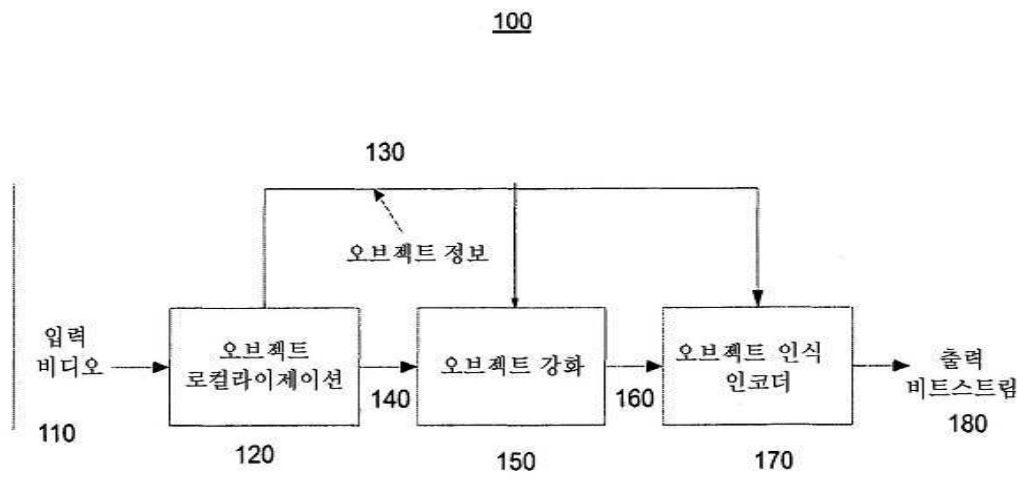 100
130
오브젝트 정보
입력
비디오
오브젝트
로컬라이제이션
오브젝트 강화
오브젝트 인식
인코더
출력
비트스트림
110
120
140
150
160
170
180